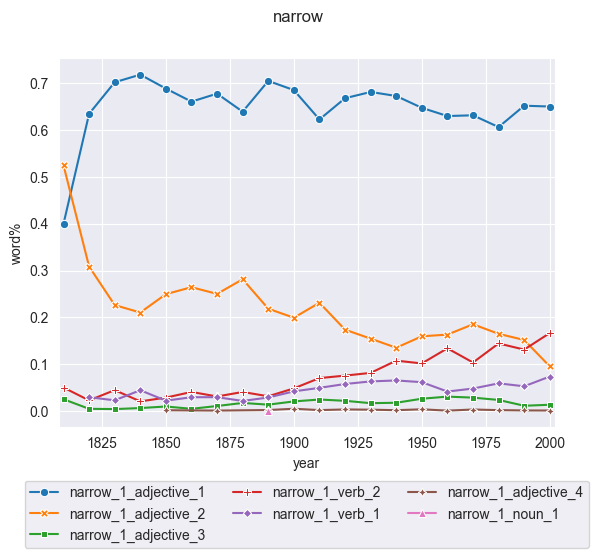 narrow
word%
0.7
0.6
0.5
0.4
0.3
0.2
0.1
0.0
1825 1850 1875 1900 1925 1950 1975 2000
year
narrow_1_adjective_1 narrow_1_verb_2 narrow_1_adjective_4
narrow_1_adjective_2 narrow_1_verb_1 narrow_1_noun_1
narrow_1_adjective_3